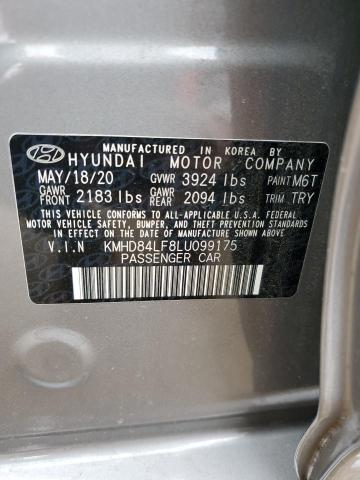 MANUFACTURED IN KOREA BY
HYUNDAI MOTOR COMPANY
MAY/18/20 GVWR 3924 lbs PAINT M6T
GAWR FRONT 2183 lbs GAWR REAR 2094 lbs TRIM TRY
THIS VEHICLE CONFORMS TO ALL APPLICABLE U.S.A. FEDERAL
MOTOR VEHICLE SAFETY, BUMPER, AND THEFT PREVENTION STANDARDS
IN EFFECT ON THE DATE OF MANUFACTURE SHOWN ABOVE.
V.I.N KMHD84LF8LU099175
PASSENGER CAR